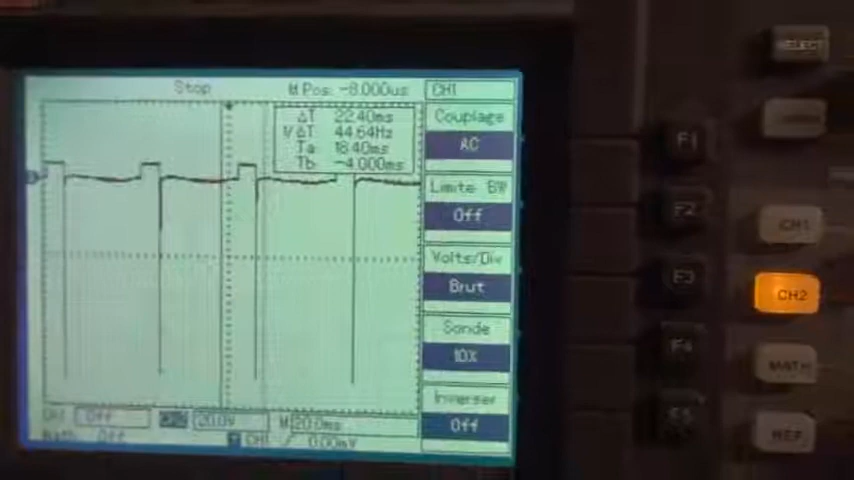 Stop M Pos: -8.000us CH1
ΔT 22.40ms
1/ΔT 44.64Hz
Ta 18.40ms
Tb -4.000ms
Couplage
AC
Limite BW
Off
Volts/Div
Brut
Sonde
10X
Inverser
Off
CH1 Off 20.0V M 20.0ms
Math Off CH1 0.00mV
F1
F2
F3
F4
F5
CH1
CH2
MATH
REF